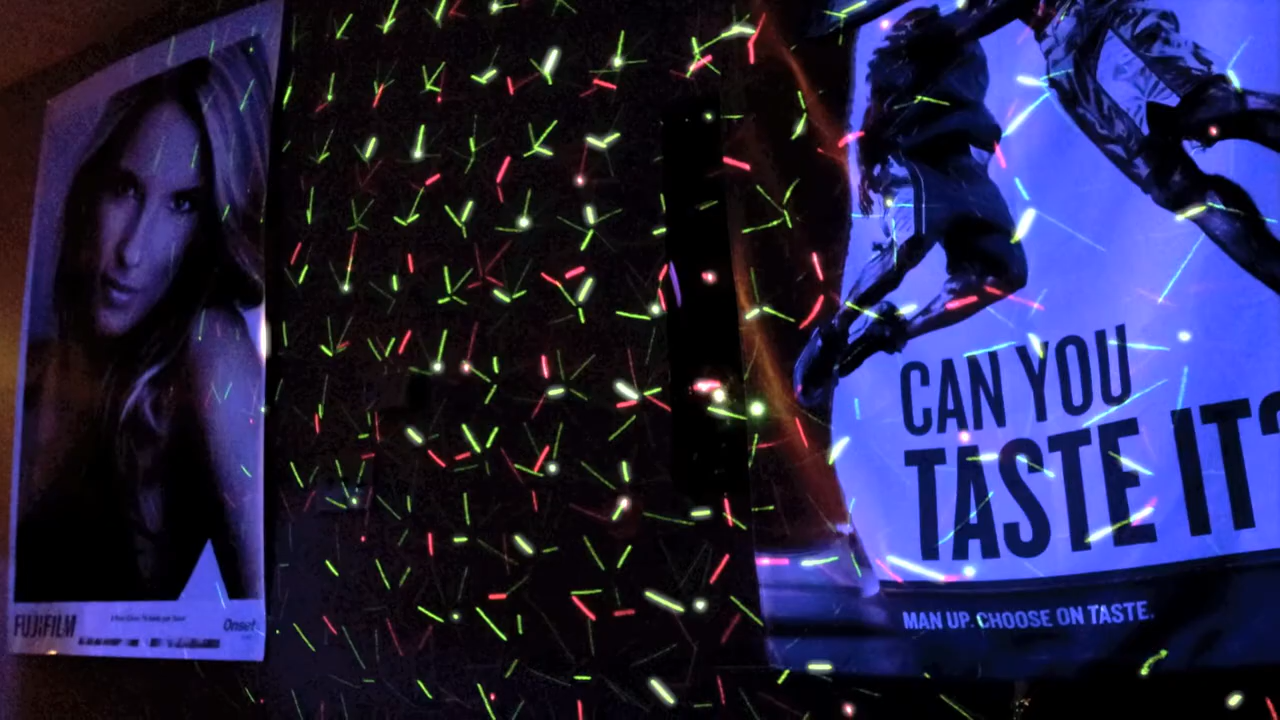 FUJIFILM
Onset
CAN YOU
TASTE IT?
MAN UP. CHOOSE ON TASTE.